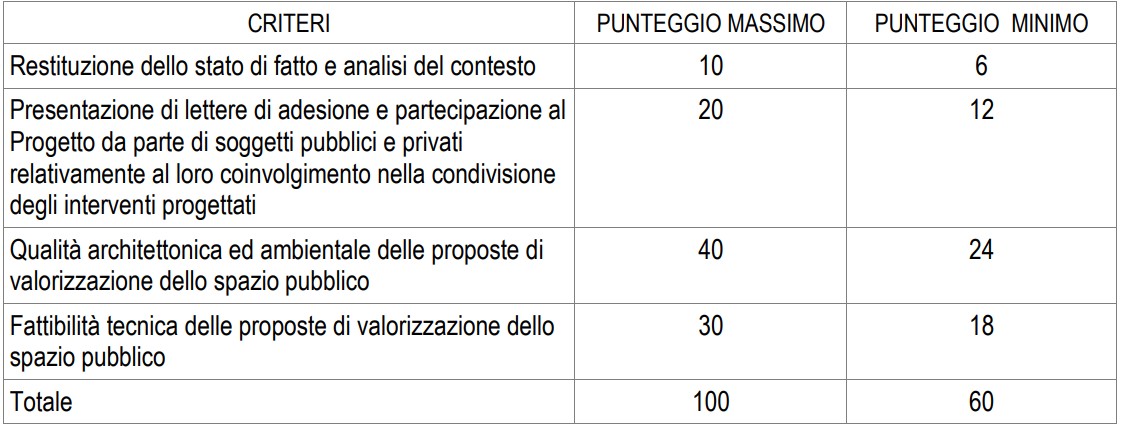 CRITERI PUNTEGGIO MASSIMO PUNTEGGIO MINIMO
Restituzione dello stato di fatto e analisi del contesto 10 6
Presentazione di lettere di adesione e partecipazione al 20 12
Progetto da parte di soggetti pubblici e privati
relativamente al loro coinvolgimento nella condivisione
degli interventi progettati
Qualità architettonica ed ambientale delle proposte di 40 24
valorizzazione dello spazio pubblico
Fattibilità tecnica delle proposte di valorizzazione dello 30 18
spazio pubblico
Totale 100 60